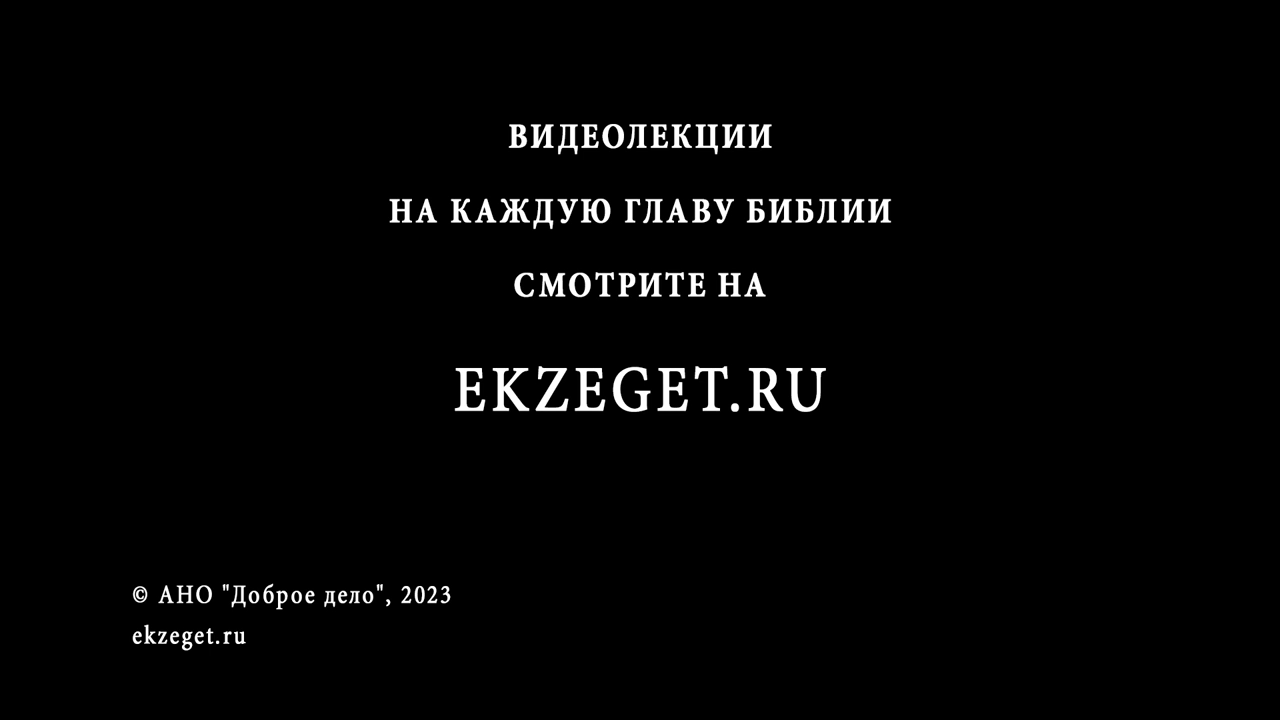 ВИДЕОЛЕКЦИИ
НА КАЖДУЮ ГЛАВУ БИБЛИИ
СМОТРИТЕ НА
EKZEGET.RU
© АНО "Доброе дело", 2023
ekzeget.ru